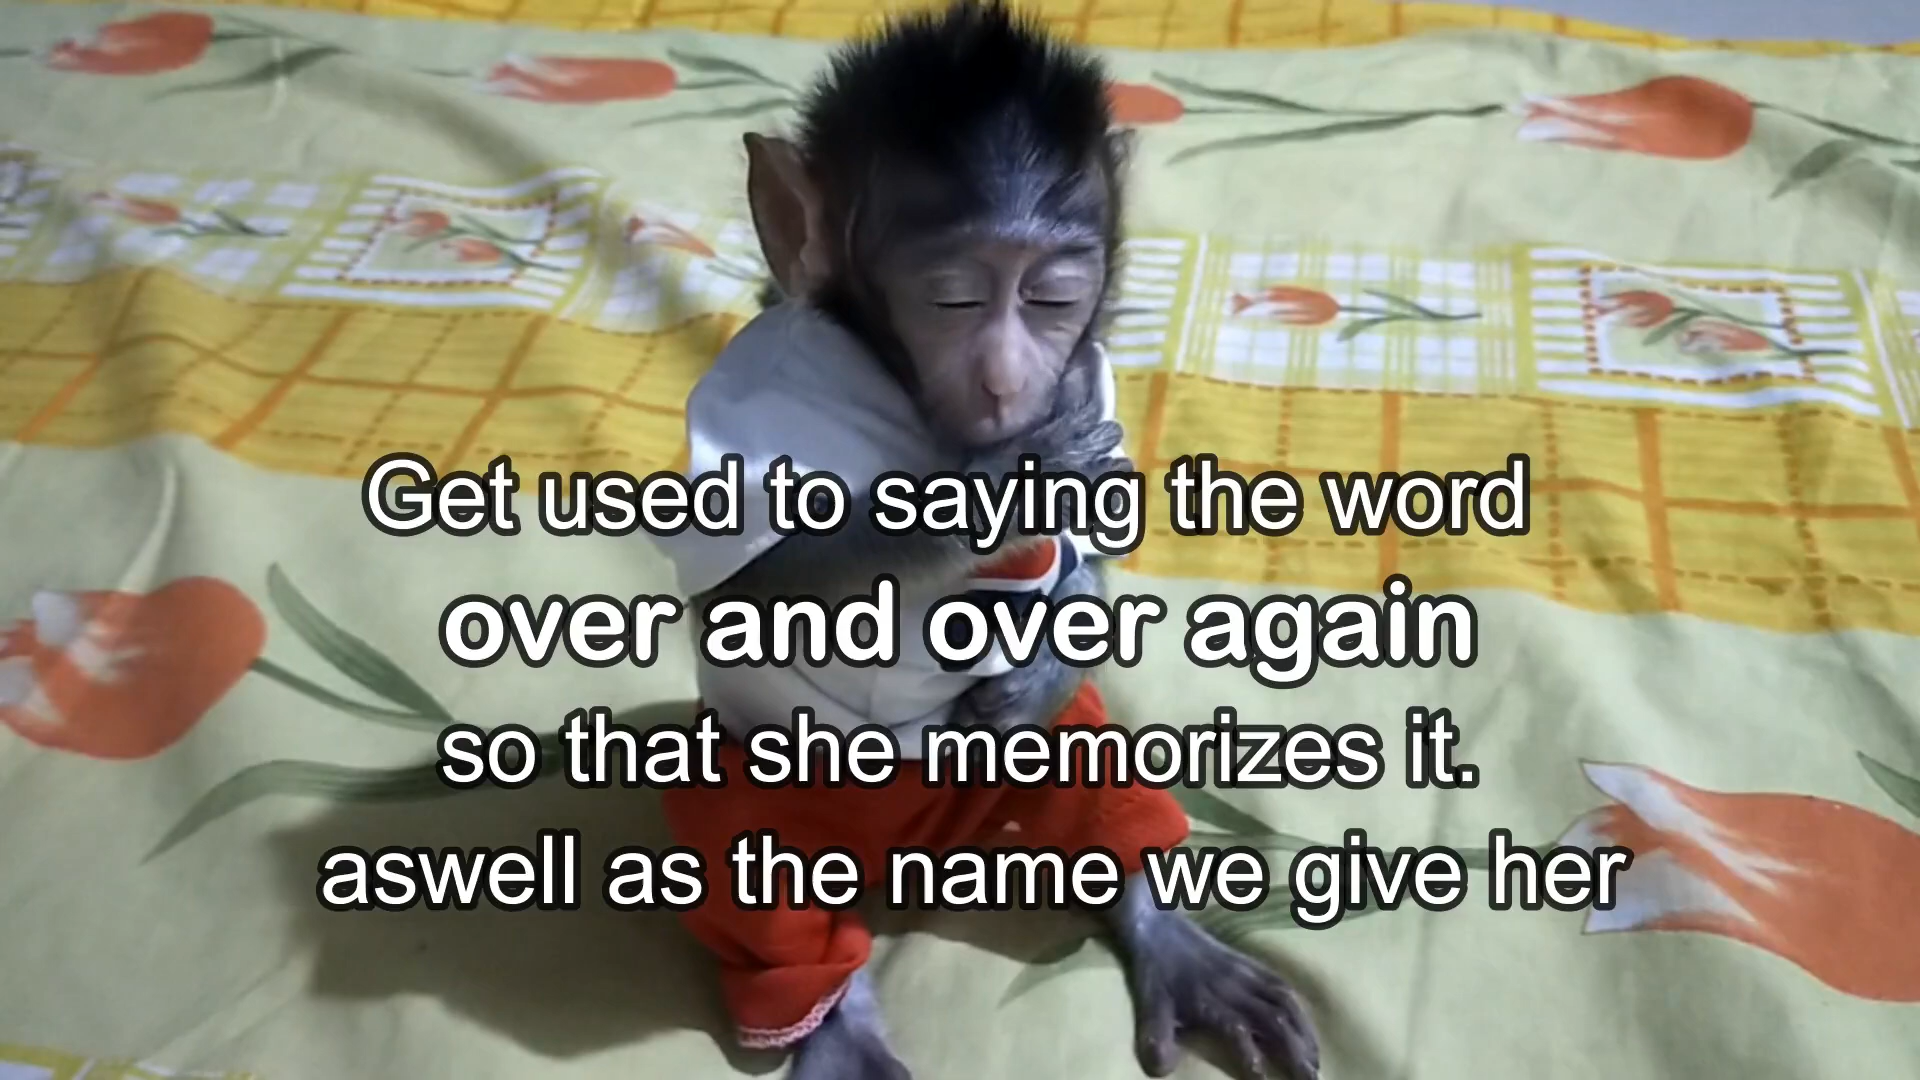 Get used to saying the word
over and over again
so that she memorizes it.
aswell as the name we give her